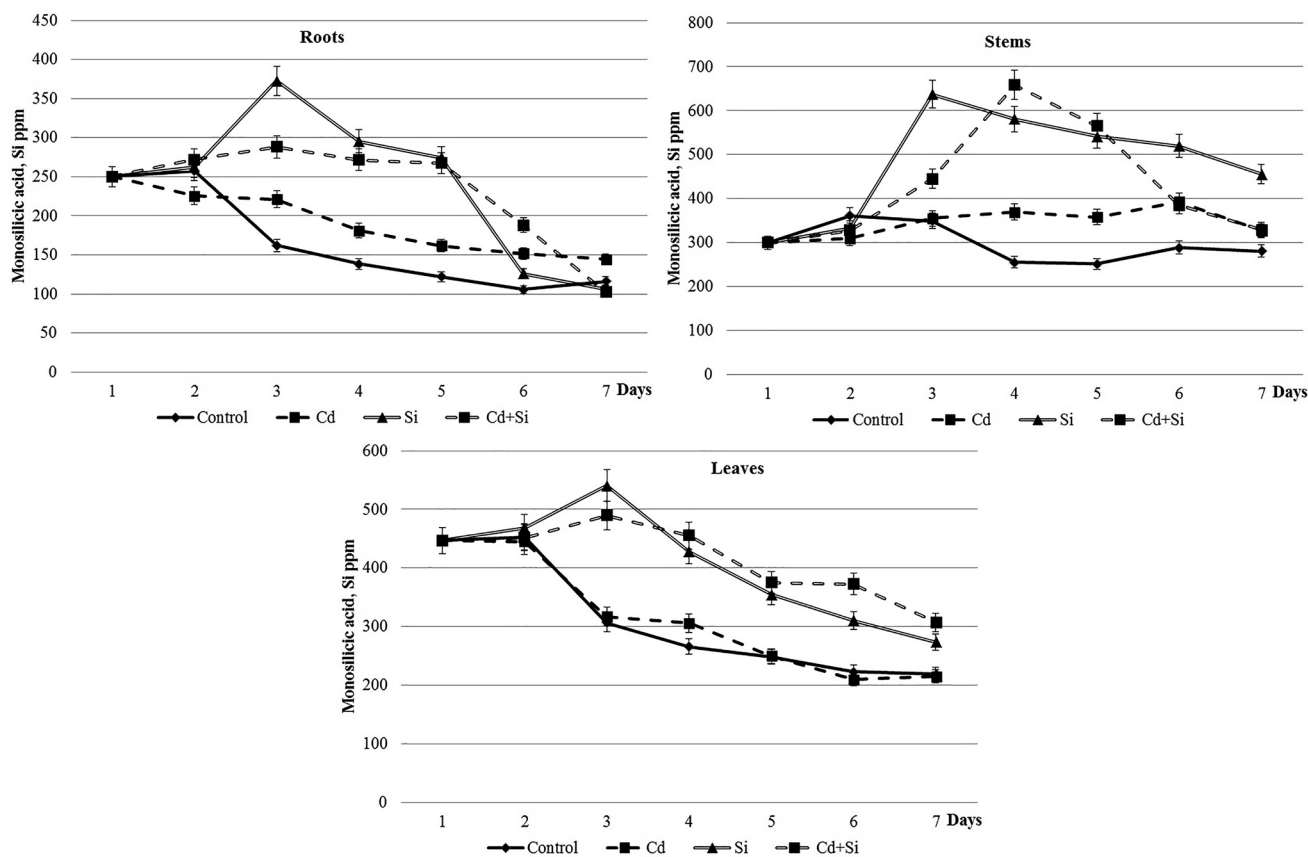 Roots
Monosilicic acid, Si ppm
450
400
350
300
250
200
150
100
50
0
1 2 3 4 5 6 7 Days
Control Cd Si Cd+Si
Stems
Monosilicic acid, Si ppm
800
700
600
500
400
300
200
100
0
1 2 3 4 5 6 7 Days
Control Cd Si Cd+Si
Leaves
Monosilicic acid, Si ppm
600
500
400
300
200
100
0
1 2 3 4 5 6 7 Days
Control Cd Si Cd+Si